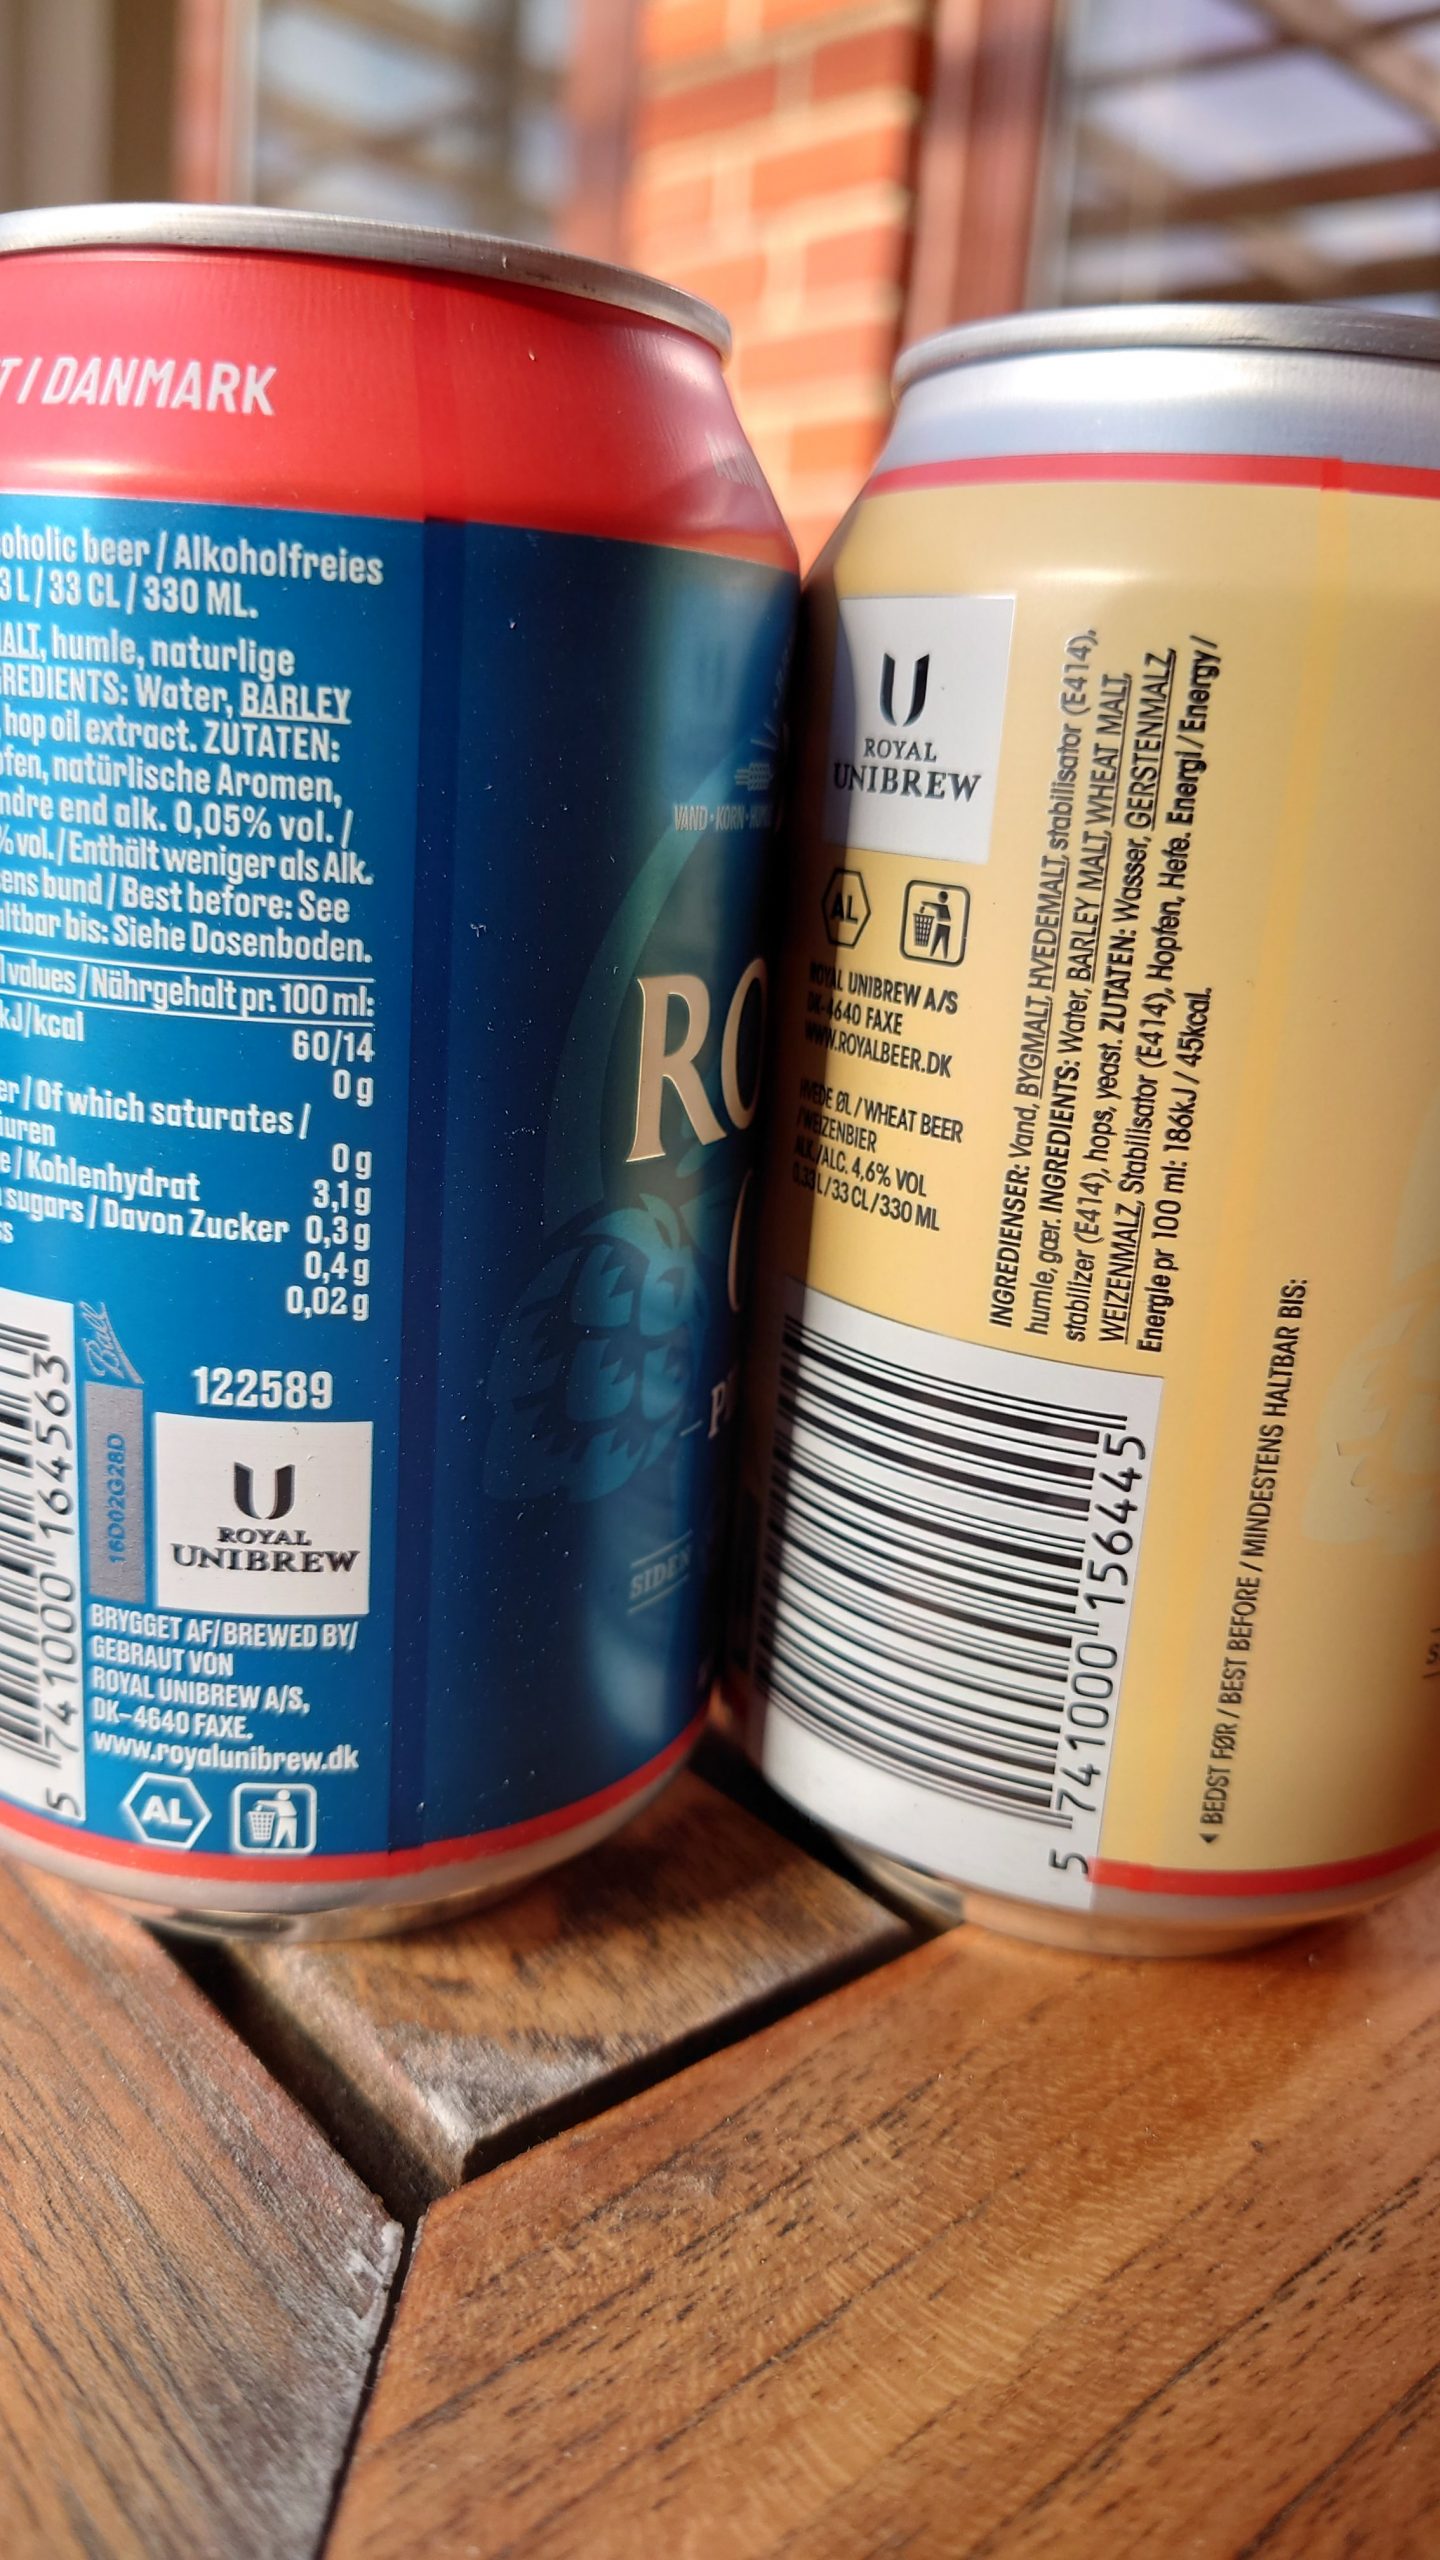 T / DANMARK
oholic beer / Alkoholfreies
3 L / 33 CL / 330 ML.
ALT, humle, naturlige
REDIENTS: Water, BARLEY
, hop oil extract. ZUTATEN:
pfen, natürlische Aromen,
ndre end alk. 0,05% vol. /
% vol. / Enthält weniger als Alk.
sens bund / Best before: See
altbar bis: Siehe Dosenboden.
l values / Nährgehalt pr. 100 ml:
kJ/kcal 60/14
0 g
er / Of which saturates /
uren 0 g
e / Kohlenhydrat 3,1 g
sugars / Davon Zucker 0,3 g
ss 0,4 g
0,02 g
Ball
16D02G28D
122589
ROYAL
UNIBREW
5 741000 164563
BRYGGET AF/BREWED BY/
GEBRAUT VON
ROYAL UNIBREW A/S,
DK-4640 FAXE.
www.royalunibrew.dk
AL
VAND · KORN · HU
RO
P
SIDEN
ROYAL
UNIBREW
AL
ROYAL UNIBREW A/S
DK-4640 FAXE
WWW.ROYALBEER.DK
HVEDE ØL / WHEAT BEER
/ WEIZENBIER
ALK./ALC. 4,6% VOL
0,33 L / 33 CL / 330 ML
INGREDIENSER: Vand, BYGMALT, HVEDEMALT, stabilisator (E414),
humle, gær. INGREDIENTS: Water, BARLEY MALT, WHEAT MALT,
stabilizer (E414), hops, yeast. ZUTATEN: Wasser, GERSTENMALZ,
WEIZENMALZ, Stabilisator (E414), Hopfen, Hefe. Energi / Energy /
Energie pr 100 ml: 186kJ / 45kcal.
5 741000 156445
BEDST FØR / BEST BEFORE / MINDESTENS HALTBAR BIS: